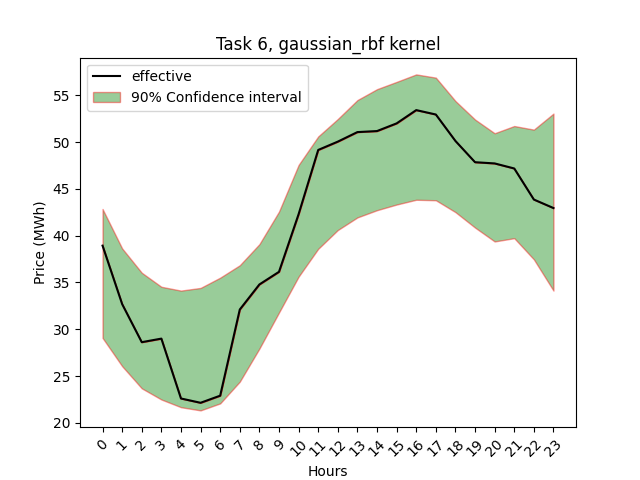 Task 6, gaussian_rbf kernel
effective
90% Confidence interval
Price (MWh)
55
50
45
40
35
30
25
20
0 1 2 3 4 5 6 7 8 9 10 11 12 13 14 15 16 17 18 19 20 21 22 23
Hours